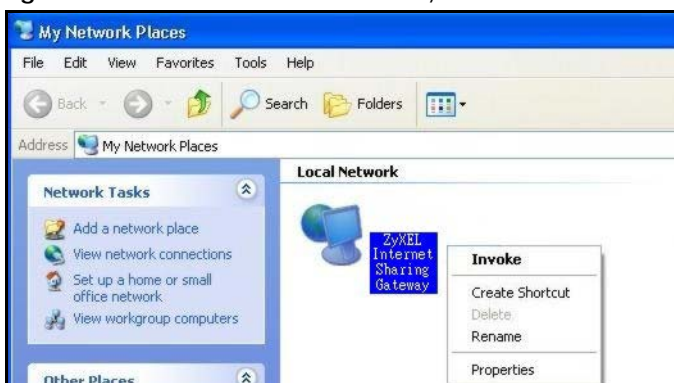 My Network Places
File Edit View Favorites Tools Help
Back Search Folders
Address My Network Places
Network Tasks
Add a network place
View network connections
Set up a home or small
office network
View workgroup computers
Other Places
Local Network
ZyXEL
Internet
Sharing
Gateway
Invoke
Create Shortcut
Delete
Rename
Properties